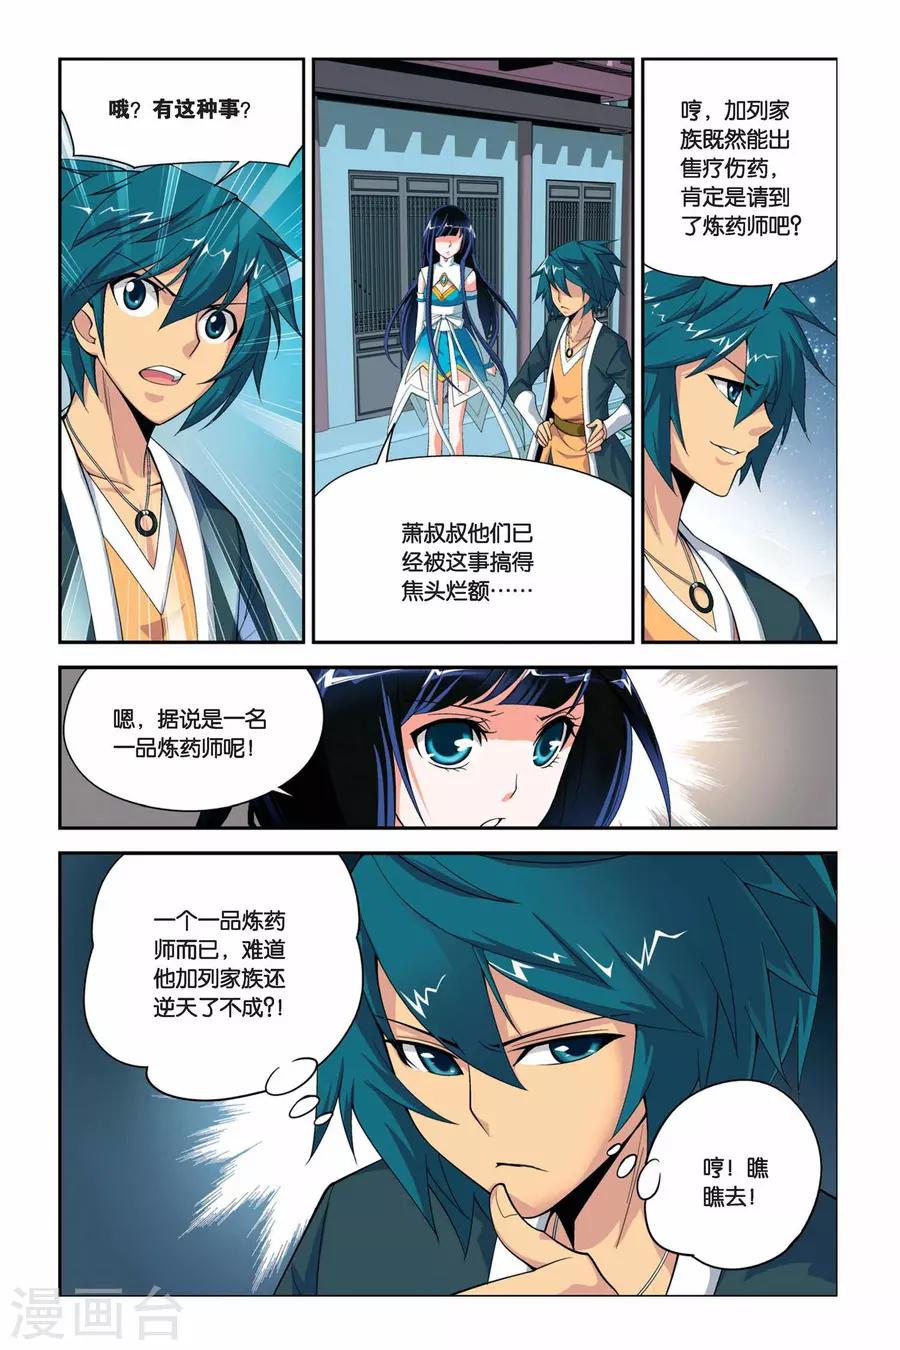 哦？有这种事？
萧叔叔他们已
经被这事搞得
焦头烂额……
哼，加列家
族既然能出
售疗伤药，
肯定是请到
了炼药师吧？
嗯，据说是一名
一品炼药师呢！
一个一品炼药
师而已，难道
他加列家族还
逆天了不成？！
哼！瞧
瞧去！
漫画台